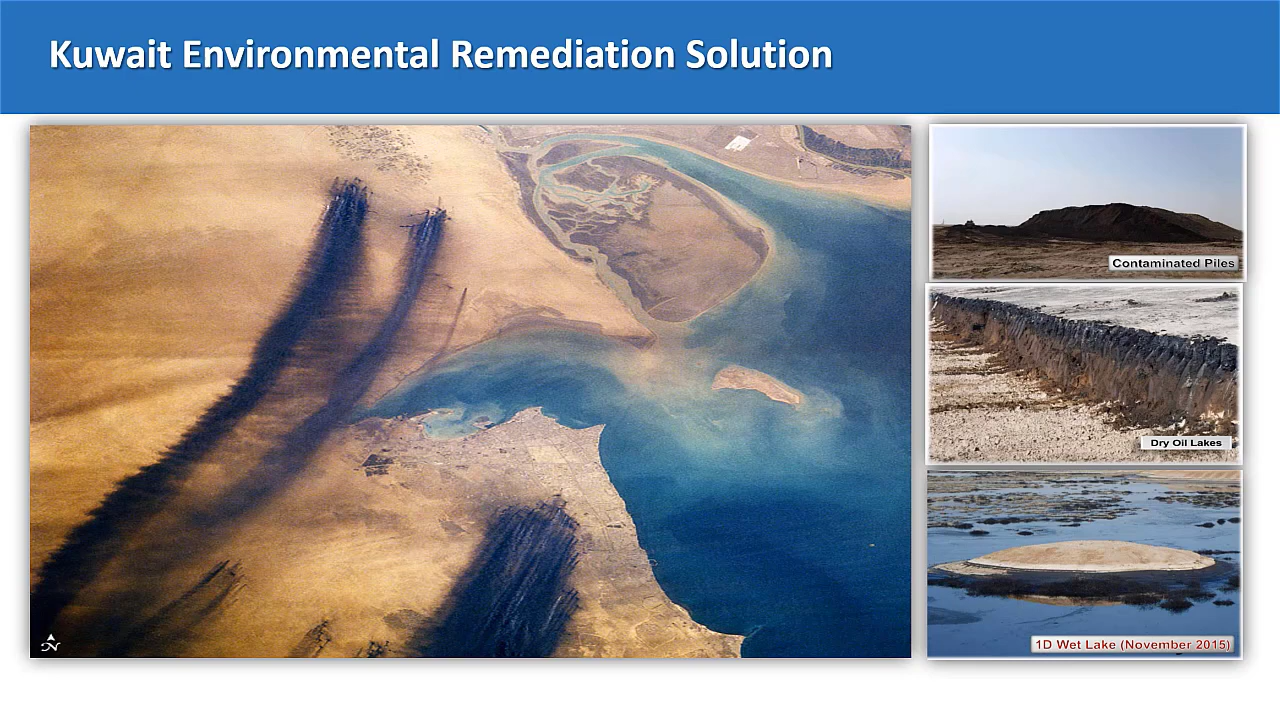 Kuwait Environmental Remediation Solution
Contaminated Piles
Dry Oil Lakes
N
1D Wet Lake (November 2015)